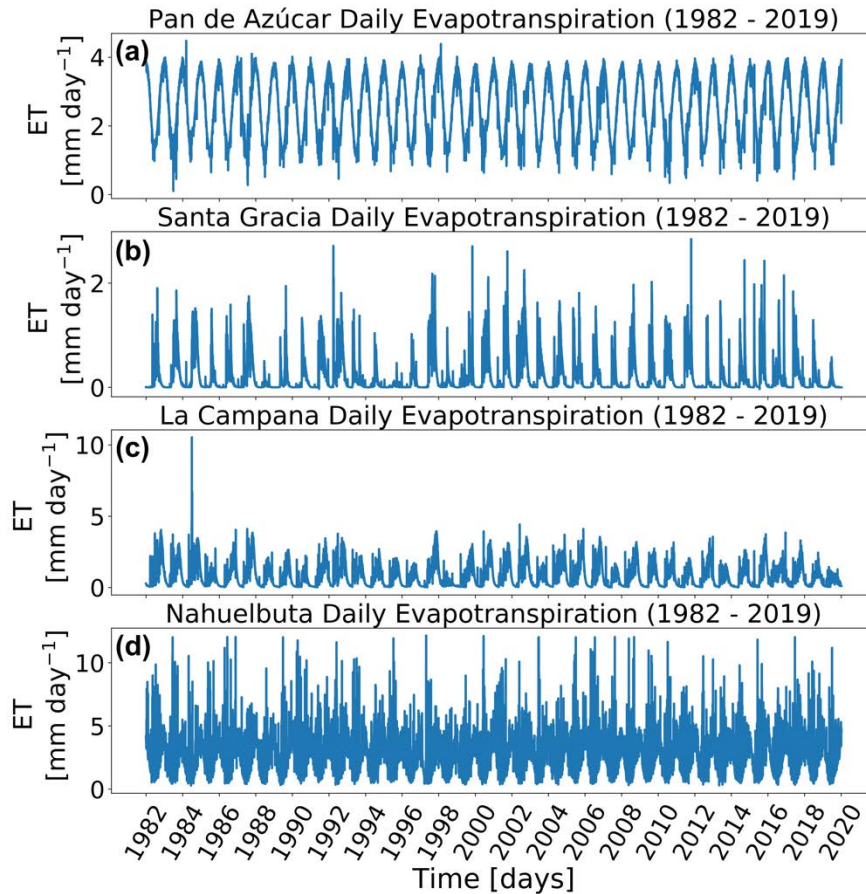 Pan de Azúcar Daily Evapotranspiration (1982 - 2019)
(a)
ET
[mm day⁻¹]
4
2
0
Santa Gracia Daily Evapotranspiration (1982 - 2019)
(b)
ET
[mm day⁻¹]
2
0
La Campana Daily Evapotranspiration (1982 - 2019)
(c)
ET
[mm day⁻¹]
10
5
0
Nahuelbuta Daily Evapotranspiration (1982 - 2019)
(d)
ET
[mm day⁻¹]
10
5
0
1982 1984 1986 1988 1990 1992 1994 1996 1998 2000 2002 2004 2006 2008 2010 2012 2014 2016 2018 2020
Time [days]